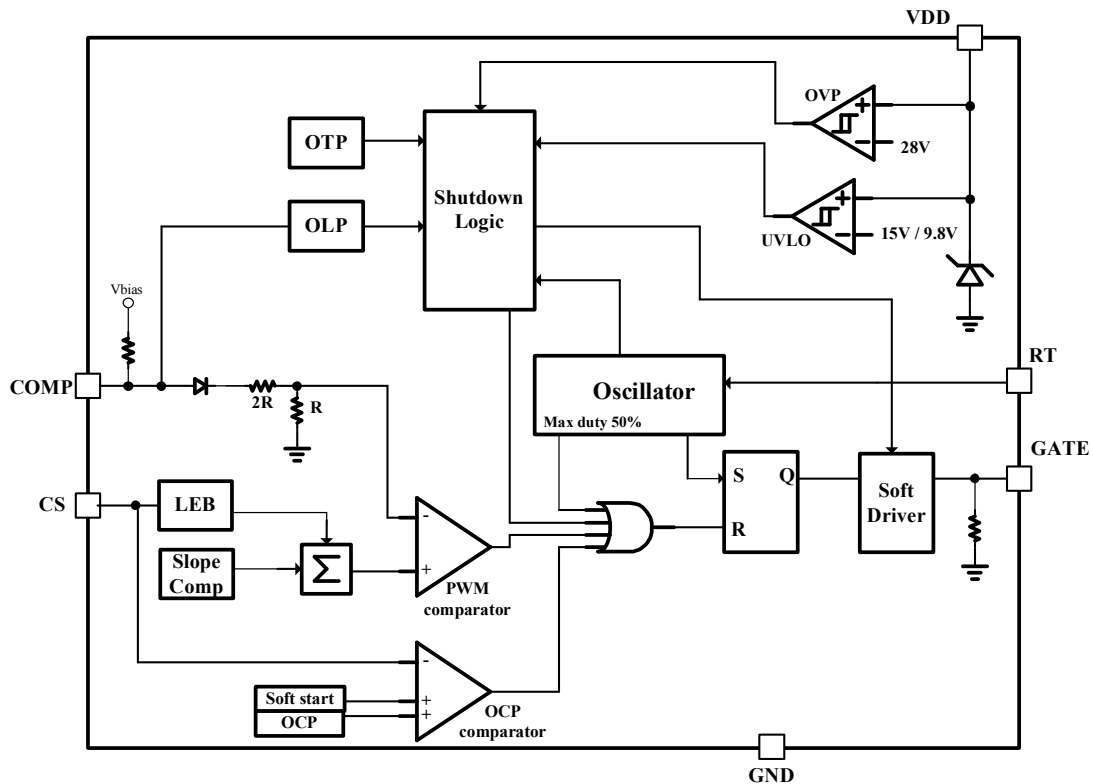 VDD
OVP
+
−
28V
OTP
Shutdown
Logic
OLP
+
−
UVLO
15V / 9.8V
Vbias
COMP
2R
R
RT
Oscillator
Max duty 50%
GATE
CS
LEB
S
Q
R
Soft
Driver
Slope
Comp
Σ
-
+
PWM
comparator
-
+
+
Soft start
OCP
OCP
comparator
GND